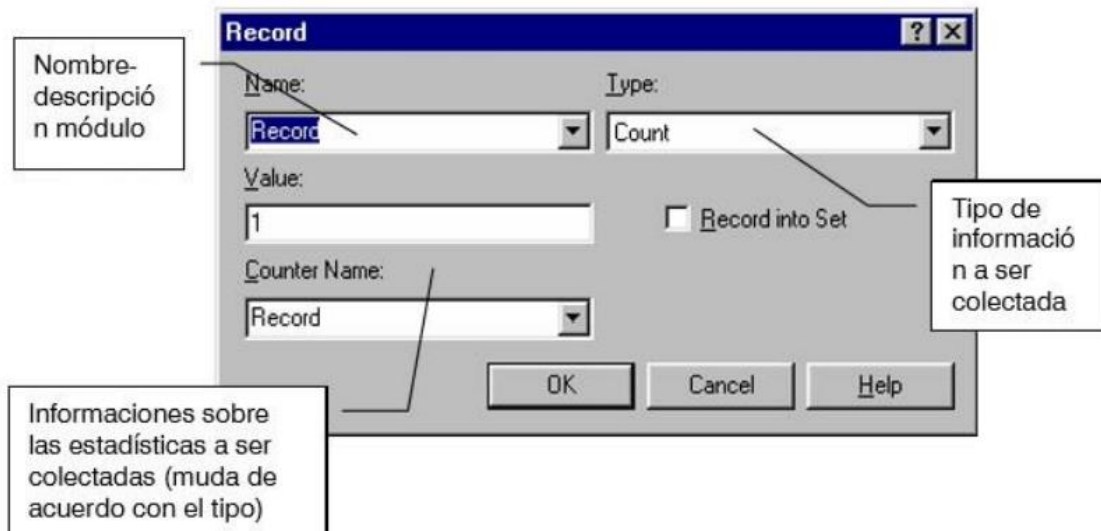 Record
Nombre-
descripció
n módulo
Name:
Type:
Record
Count
Value:
1
Record into Set
Tipo de
informació
n a ser
colectada
Counter Name:
Record
OK
Cancel
Help
Informaciones sobre
las estadísticas a ser
colectadas (muda de
acuerdo con el tipo)